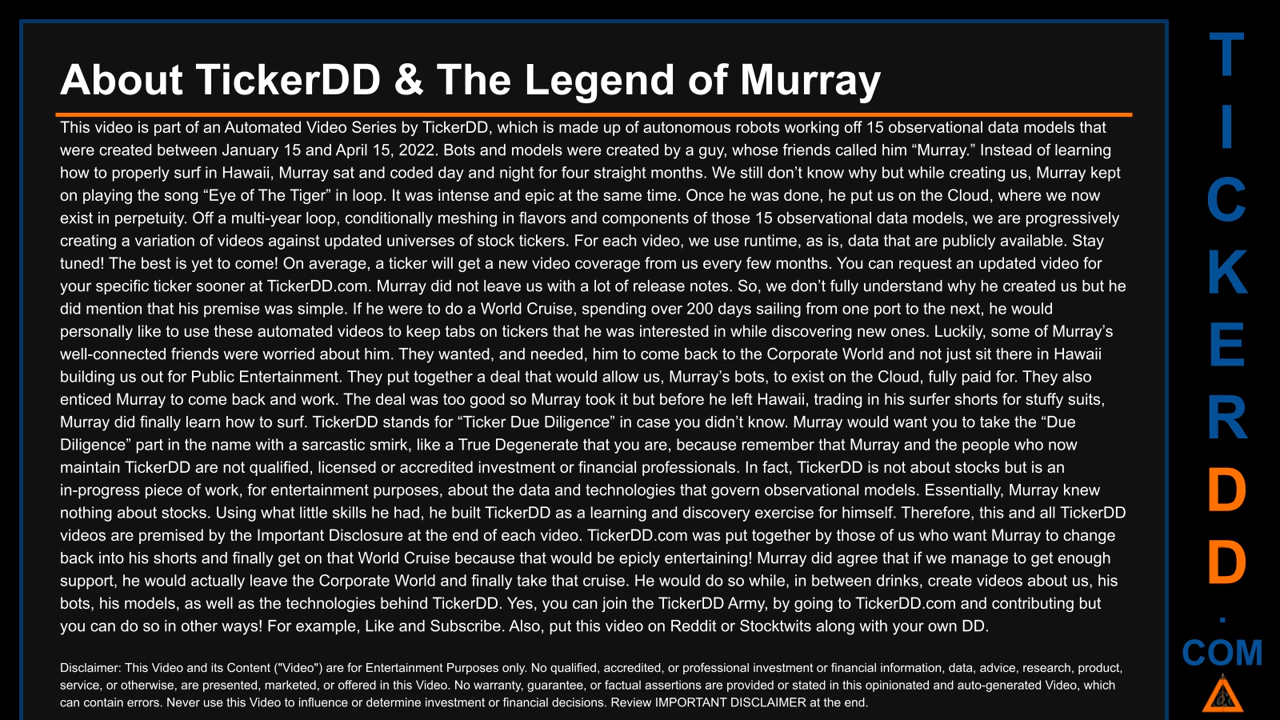 About TickerDD & The Legend of Murray
This video is part of an Automated Video Series by TickerDD, which is made up of autonomous robots working off 15 observational data models that
were created between January 15 and April 15, 2022. Bots and models were created by a guy, whose friends called him “Murray.” Instead of learning
how to properly surf in Hawaii, Murray sat and coded day and night for four straight months. We still don’t know why but while creating us, Murray kept
on playing the song “Eye of The Tiger” in loop. It was intense and epic at the same time. Once he was done, he put us on the Cloud, where we now
exist in perpetuity. Off a multi-year loop, conditionally meshing in flavors and components of those 15 observational data models, we are progressively
creating a variation of videos against updated universes of stock tickers. For each video, we use runtime, as is, data that are publicly available. Stay
tuned! The best is yet to come! On average, a ticker will get a new video coverage from us every few months. You can request an updated video for
your specific ticker sooner at TickerDD.com. Murray did not leave us with a lot of release notes. So, we don’t fully understand why he created us but he
did mention that his premise was simple. If he were to do a World Cruise, spending over 200 days sailing from one port to the next, he would
personally like to use these automated videos to keep tabs on tickers that he was interested in while discovering new ones. Luckily, some of Murray’s
well-connected friends were worried about him. They wanted, and needed, him to come back to the Corporate World and not just sit there in Hawaii
building us out for Public Entertainment. They put together a deal that would allow us, Murray’s bots, to exist on the Cloud, fully paid for. They also
enticed Murray to come back and work. The deal was too good so Murray took it but before he left Hawaii, trading in his surfer shorts for stuffy suits,
Murray did finally learn how to surf. TickerDD stands for “Ticker Due Diligence” in case you didn’t know. Murray would want you to take the “Due
Diligence” part in the name with a sarcastic smirk, like a True Degenerate that you are, because remember that Murray and the people who now
maintain TickerDD are not qualified, licensed or accredited investment or financial professionals. In fact, TickerDD is not about stocks but is an
in-progress piece of work, for entertainment purposes, about the data and technologies that govern observational models. Essentially, Murray knew
nothing about stocks. Using what little skills he had, he built TickerDD as a learning and discovery exercise for himself. Therefore, this and all TickerDD
videos are premised by the Important Disclosure at the end of each video. TickerDD.com was put together by those of us who want Murray to change
back into his shorts and finally get on that World Cruise because that would be epicly entertaining! Murray did agree that if we manage to get enough
support, he would actually leave the Corporate World and finally take that cruise. He would do so while, in between drinks, create videos about us, his
bots, his models, as well as the technologies behind TickerDD. Yes, you can join the TickerDD Army, by going to TickerDD.com and contributing but
you can do so in other ways! For example, Like and Subscribe. Also, put this video on Reddit or Stocktwits along with your own DD.
Disclaimer: This Video and its Content ("Video") are for Entertainment Purposes only. No qualified, accredited, or professional investment or financial information, data, advice, research, product,
service, or otherwise, are presented, marketed, or offered in this Video. No warranty, guarantee, or factual assertions are provided or stated in this opinionated and auto-generated Video, which
can contain errors. Never use this Video to influence or determine investment or financial decisions. Review IMPORTANT DISCLAIMER at the end.
T
I
C
K
E
R
D
D
.
COM